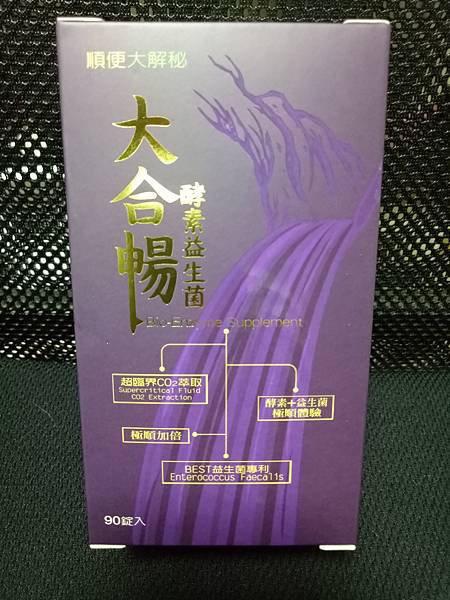 順便大解秘
大合暢
酵素益生菌
Bio-Enzyme Supplement
超臨界CO2萃取
Supercritical Fluid
CO2 Extraction
酵素+益生菌
極順體驗
極順加倍
BEST益生菌專利
Enterococcus Faecalis
90錠入